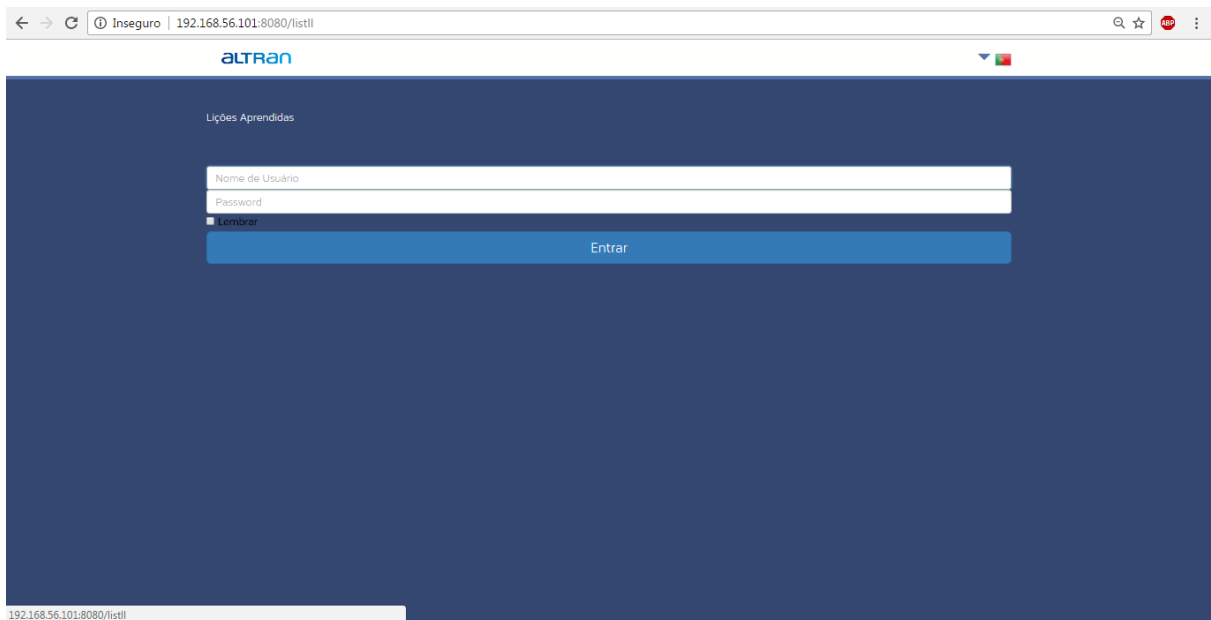 Inseguro | 192.168.56.101:8080/listll
ABP
aLTRan
Lições Aprendidas
Nome de Usuário
Password
Lembrar
Entrar
192.168.56.101:8080/listll